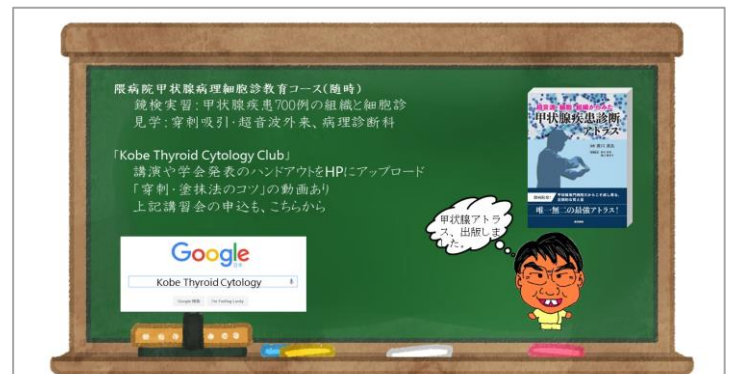 隈病院甲状腺病理細胞診教育コース(随時)
鏡検実習:甲状腺疾患700例の組織と細胞診
見学:穿刺吸引・超音波外来、病理診断科
「Kobe Thyroid Cytology Club」
講演や学会発表のハンドアウトをHPにアップロード
「穿刺・塗抹法のコツ」の動画あり
上記講習会の申込も、こちらから
Google
日本
Kobe Thyroid Cytology
Google 検索
I'm Feeling Lucky
甲状腺疾患診断
アトラス
唯一無二の最強アトラス!
甲状腺アトラ
ス、出版しま
した。